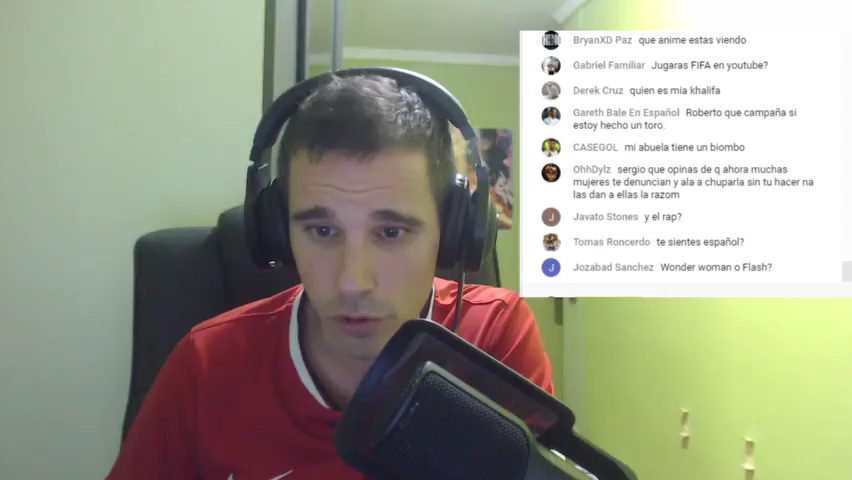 BryanXD Paz que anime estas viendo
Gabriel Familiar Jugaras FIFA en youtube?
Derek Cruz quien es mia khalifa
Gareth Bale En Español Roberto que campaña si
estoy hecho un toro.
CASEGOL mi abuela tiene un biombo
OhhDylz sergio que opinas de q ahora muchas
mujeres te denuncian y ala a chuparla sin tu hacer na
las dan a ellas la razom
J Javato Stones y el rap?
Tomas Roncerdo te sientes español?
J Jozabad Sanchez Wonder woman o Flash?